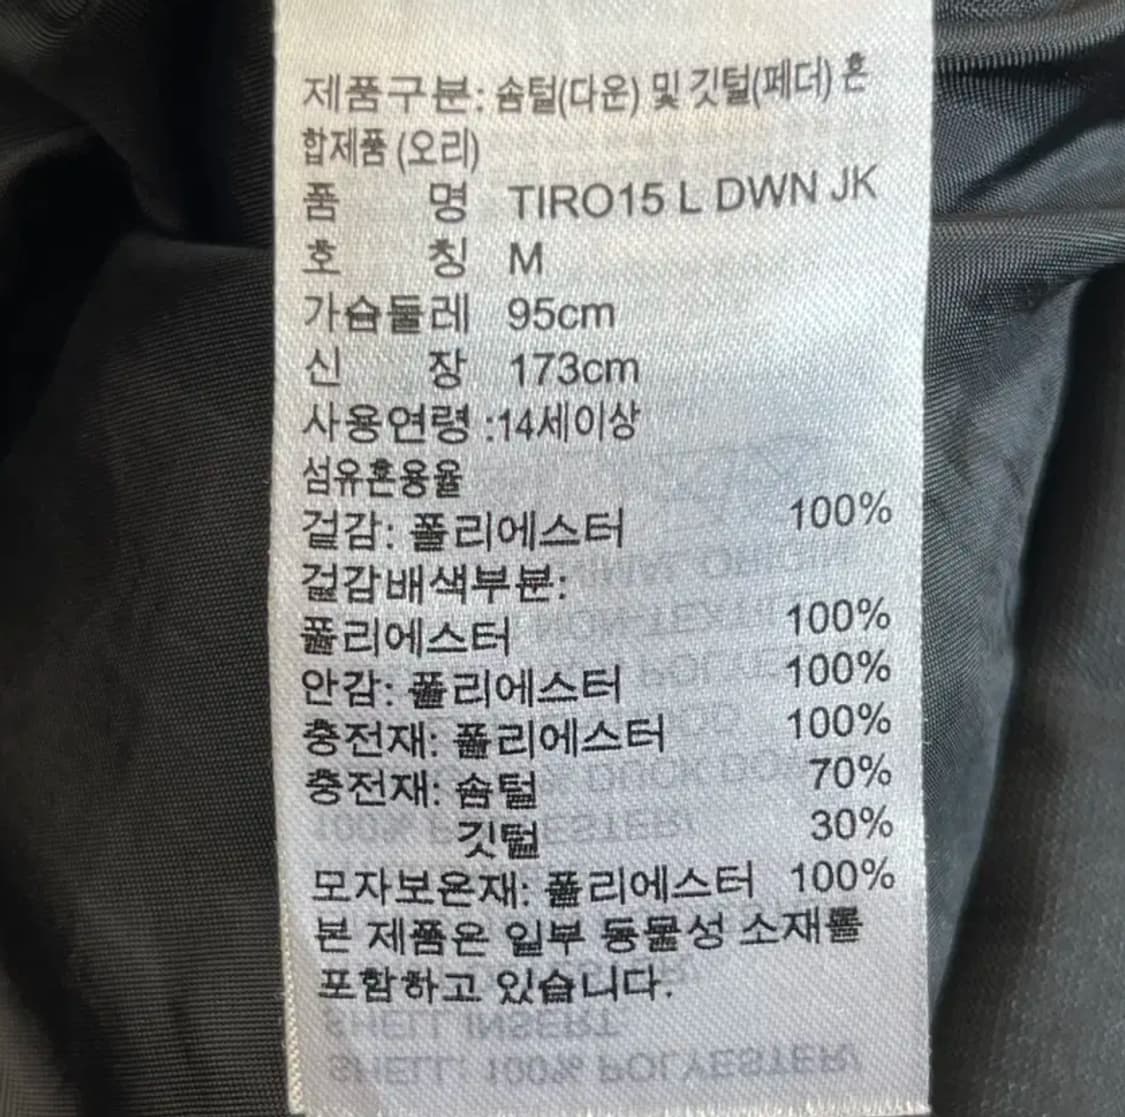 제품구분: 솜털(다운) 및 깃털(페더) 혼
합제품 (오리)
품 명 TIRO15 L DWN JK
호 칭 M
가슴둘레 95cm
신 장 173cm
사용연령 :14세이상
섬유혼용율
겉감: 폴리에스터 100%
겉감배색부분:
폴리에스터 100%
안감: 폴리에스터 100%
충전재: 폴리에스터 100%
충전재: 솜털 70%
깃털 30%
모자보온재: 폴리에스터 100%
본 제품은 일부 동물성 소재를
포함하고 있습니다.
SHELL INSERT
SHELL: 100% POLYESTER/